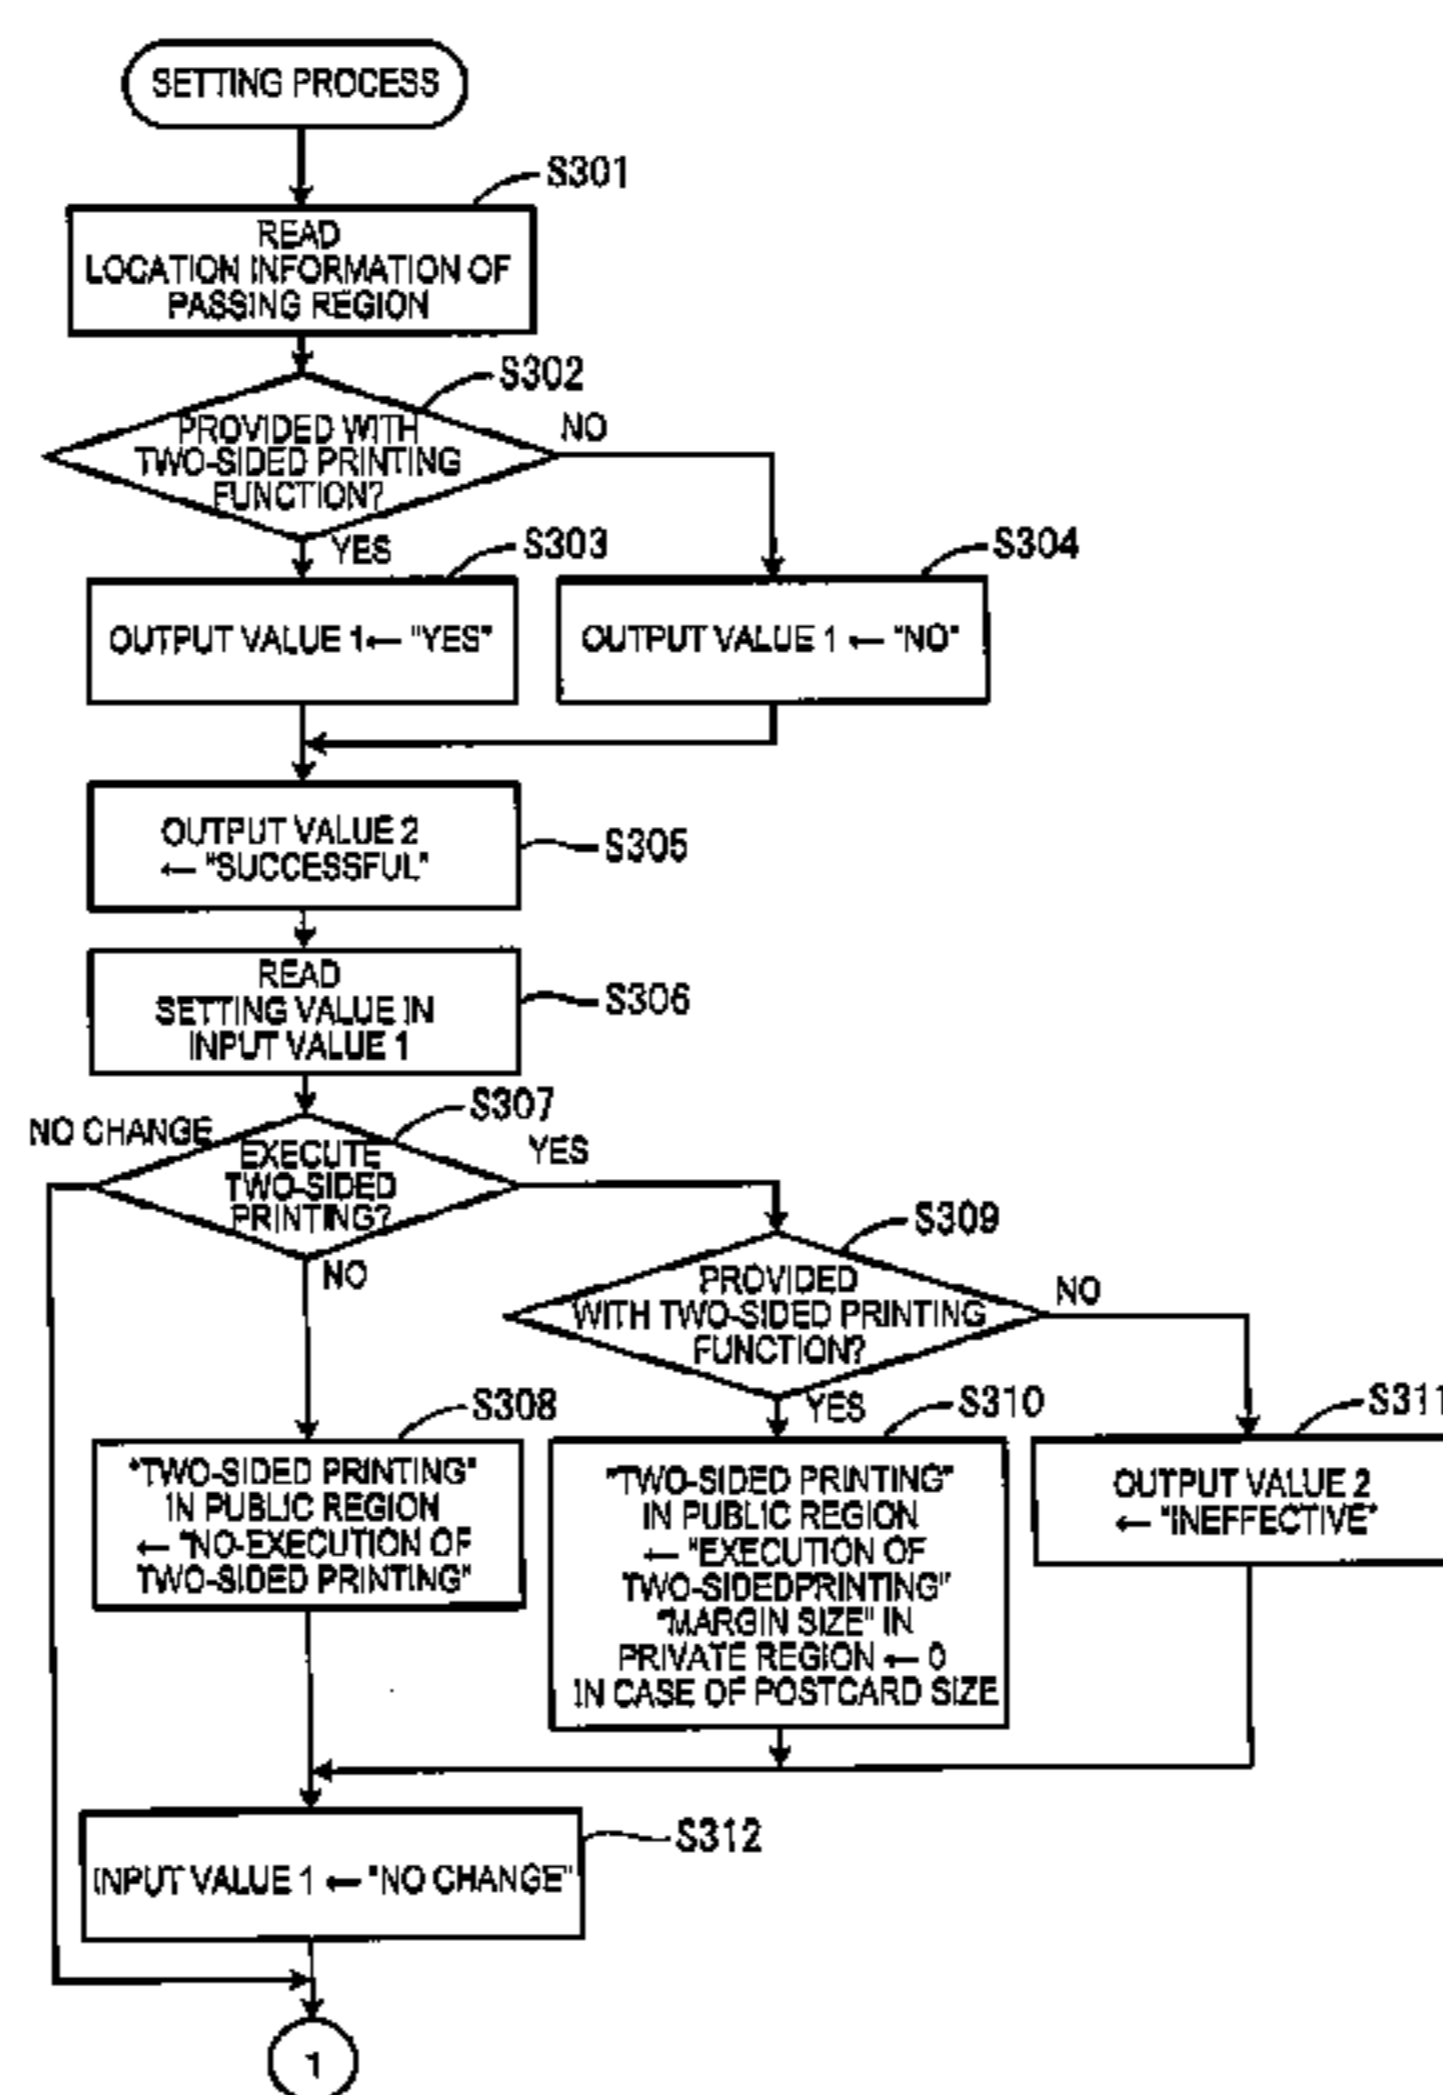 SETTING PROCESS
S301
READ
LOCATION INFORMATION OF
PASSING REGION
S302
PROVIDED WITH
TWO-SIDED PRINTING
FUNCTION?
NO
YES
S303
S304
OUTPUT VALUE 1← "YES"
OUTPUT VALUE 1 ← "NO"
OUTPUT VALUE 2
← "SUCCESSFUL"
S305
READ
SETTING VALUE IN
INPUT VALUE 1
S306
S307
NO CHANGE
YES
EXECUTE
TWO-SIDED
PRINTING?
NO
S309
PROVIDED
WITH TWO-SIDED PRINTING
FUNCTION?
NO
YES
S308
S310
S311
"TWO-SIDED PRINTING"
IN PUBLIC REGION
← "NO-EXECUTION OF
TWO-SIDED PRINTING"
"TWO-SIDED PRINTING"
IN PUBLIC REGION
← "EXECUTION OF
TWO-SIDEDPRINTING"
"MARGIN SIZE" IN
PRIVATE REGION ← 0
IN CASE OF POSTCARD SIZE
OUTPUT VALUE 2
← "INEFFECTIVE"
S312
INPUT VALUE 1 ← "NO CHANGE"
1